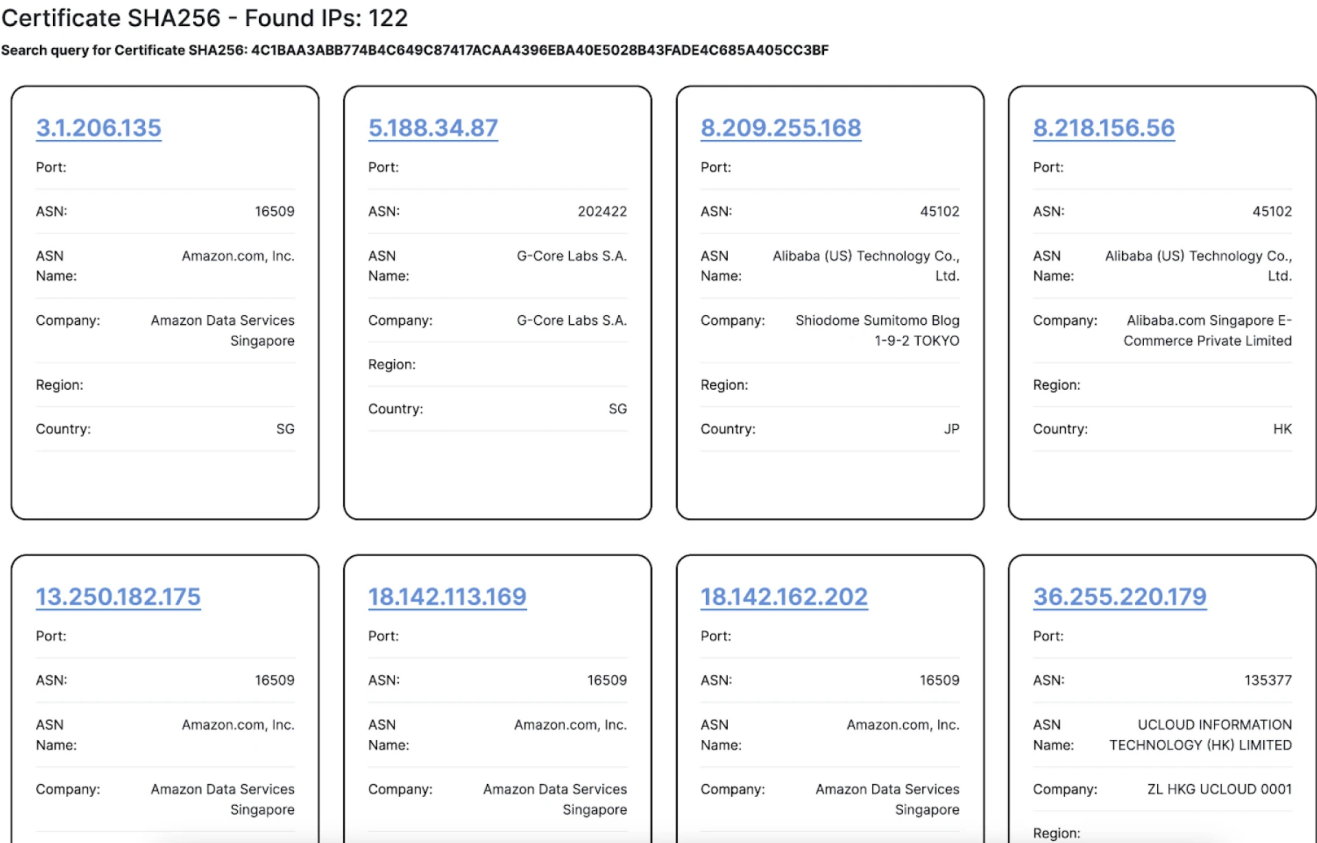 Certificate SHA256 - Found IPs: 122
Search query for Certificate SHA256: 4C1BAA3ABB774B4C649C87417ACAA4396EBA40E5028B43FADE4C685A405CC3BF
3.1.206.135
Port:
ASN: 16509
ASN Name: Amazon.com, Inc.
Company: Amazon Data Services
Singapore
Region:
Country: SG
5.188.34.87
Port:
ASN: 202422
ASN Name: G-Core Labs S.A.
Company: G-Core Labs S.A.
Region:
Country: SG
8.209.255.168
Port:
ASN: 45102
ASN Name: Alibaba (US) Technology Co.,
Ltd.
Company: Shiodome Sumitomo Blog
1-9-2 TOKYO
Region:
Country: JP
8.218.156.56
Port:
ASN: 45102
ASN Name: Alibaba (US) Technology Co.,
Ltd.
Company: Alibaba.com Singapore E-
Commerce Private Limited
Region:
Country: HK
13.250.182.175
Port:
ASN: 16509
ASN Name: Amazon.com, Inc.
Company: Amazon Data Services
Singapore
18.142.113.169
Port:
ASN: 16509
ASN Name: Amazon.com, Inc.
Company: Amazon Data Services
Singapore
18.142.162.202
Port:
ASN: 16509
ASN Name: Amazon.com, Inc.
Company: Amazon Data Services
Singapore
36.255.220.179
Port:
ASN: 135377
ASN Name: UCLOUD INFORMATION
TECHNOLOGY (HK) LIMITED
Company: ZL HKG UCLOUD 0001
Region: